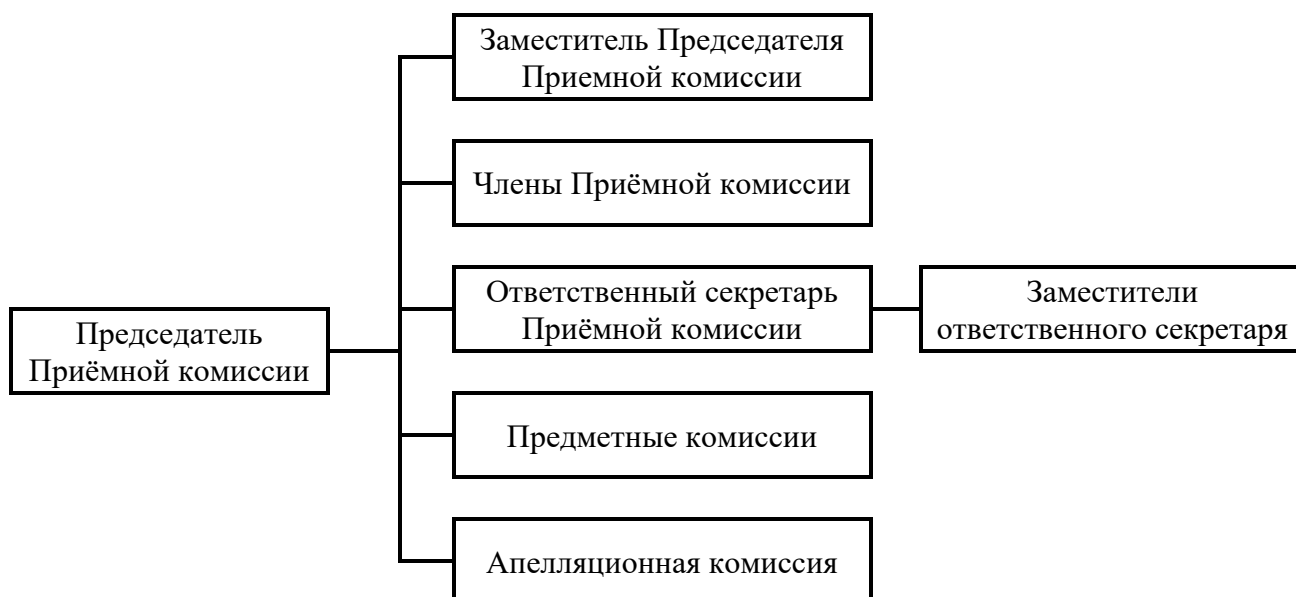 Заместитель Председателя
Приемной комиссии
Члены Приёмной комиссии
Ответственный секретарь
Приёмной комиссии
Заместители
ответственного секретаря
Председатель
Приёмной комиссии
Предметные комиссии
Апелляционная комиссия